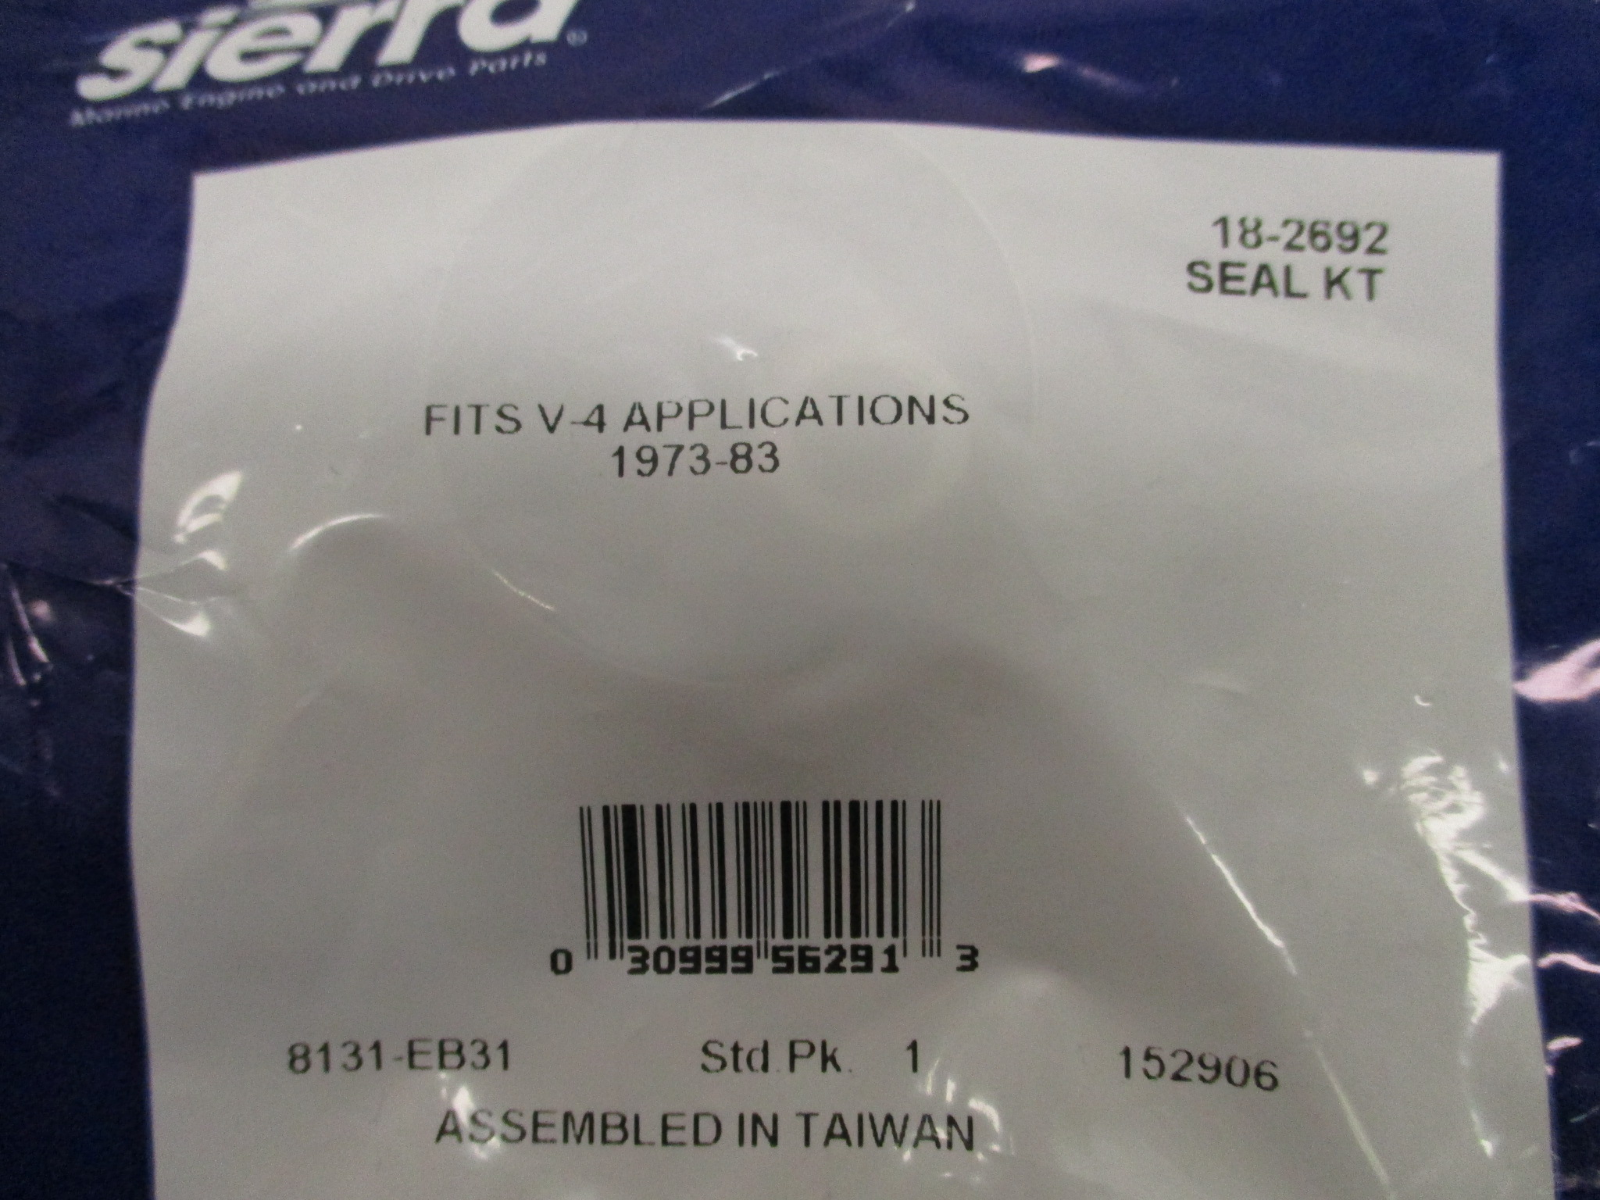 sierra®
Marine Engine and Drive Parts
18-2692
SEAL KT
FITS V-4 APPLICATIONS
1973-83
0 30999 56291 3
8131-EB31 Std.Pk. 1 152906
ASSEMBLED IN TAIWAN